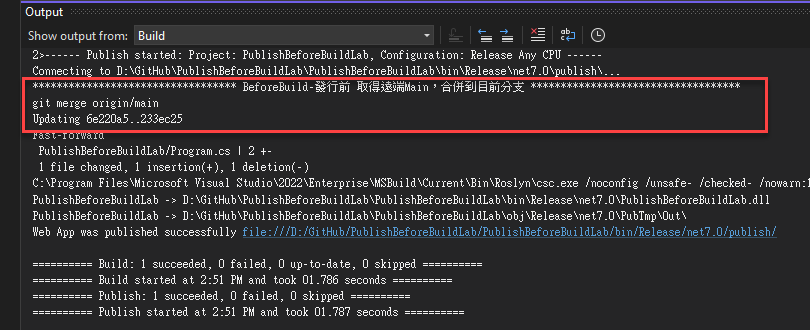 Output
Show output from: Build
2>------ Publish started: Project: PublishBeforeBuildLab, Configuration: Release Any CPU ------
Connecting to D:\GitHub\PublishBeforeBuildLab\PublishBeforeBuildLab\bin\Release\net7.0\publish\...
********************************** BeforeBuild-發行前 取得遠端Main，合併到目前分支 ***********************************
git merge origin/main
Updating 6e220a5..233ec25
Fast-forward
PublishBeforeBuildLab/Program.cs | 2 +-
1 file changed, 1 insertion(+), 1 deletion(-)
C:\Program Files\Microsoft Visual Studio\2022\Enterprise\MSBuild\Current\Bin\Roslyn\csc.exe /noconfig /unsafe- /checked- /nowarn:1
PublishBeforeBuildLab -> D:\GitHub\PublishBeforeBuildLab\PublishBeforeBuildLab\bin\Release\net7.0\PublishBeforeBuildLab.dll
PublishBeforeBuildLab -> D:\GitHub\PublishBeforeBuildLab\PublishBeforeBuildLab\obj\Release\net7.0\PubTmp\Out\
Web App was published successfully file:///D:/GitHub/PublishBeforeBuildLab/PublishBeforeBuildLab/bin/Release/net7.0/publish/
========== Build: 1 succeeded, 0 failed, 0 up-to-date, 0 skipped ==========
========== Build started at 2:51 PM and took 01.786 seconds ==========
========== Publish: 1 succeeded, 0 failed, 0 skipped ==========
========== Publish started at 2:51 PM and took 01.787 seconds ==========